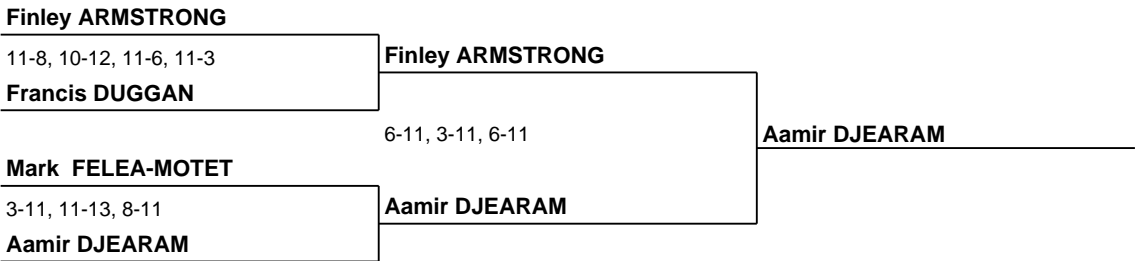 Finley ARMSTRONG
11-8, 10-12, 11-6, 11-3
Finley ARMSTRONG
Francis DUGGAN
6-11, 3-11, 6-11
Aamir DJEARAM
Mark  FELEA-MOTET
3-11, 11-13, 8-11
Aamir DJEARAM
Aamir DJEARAM